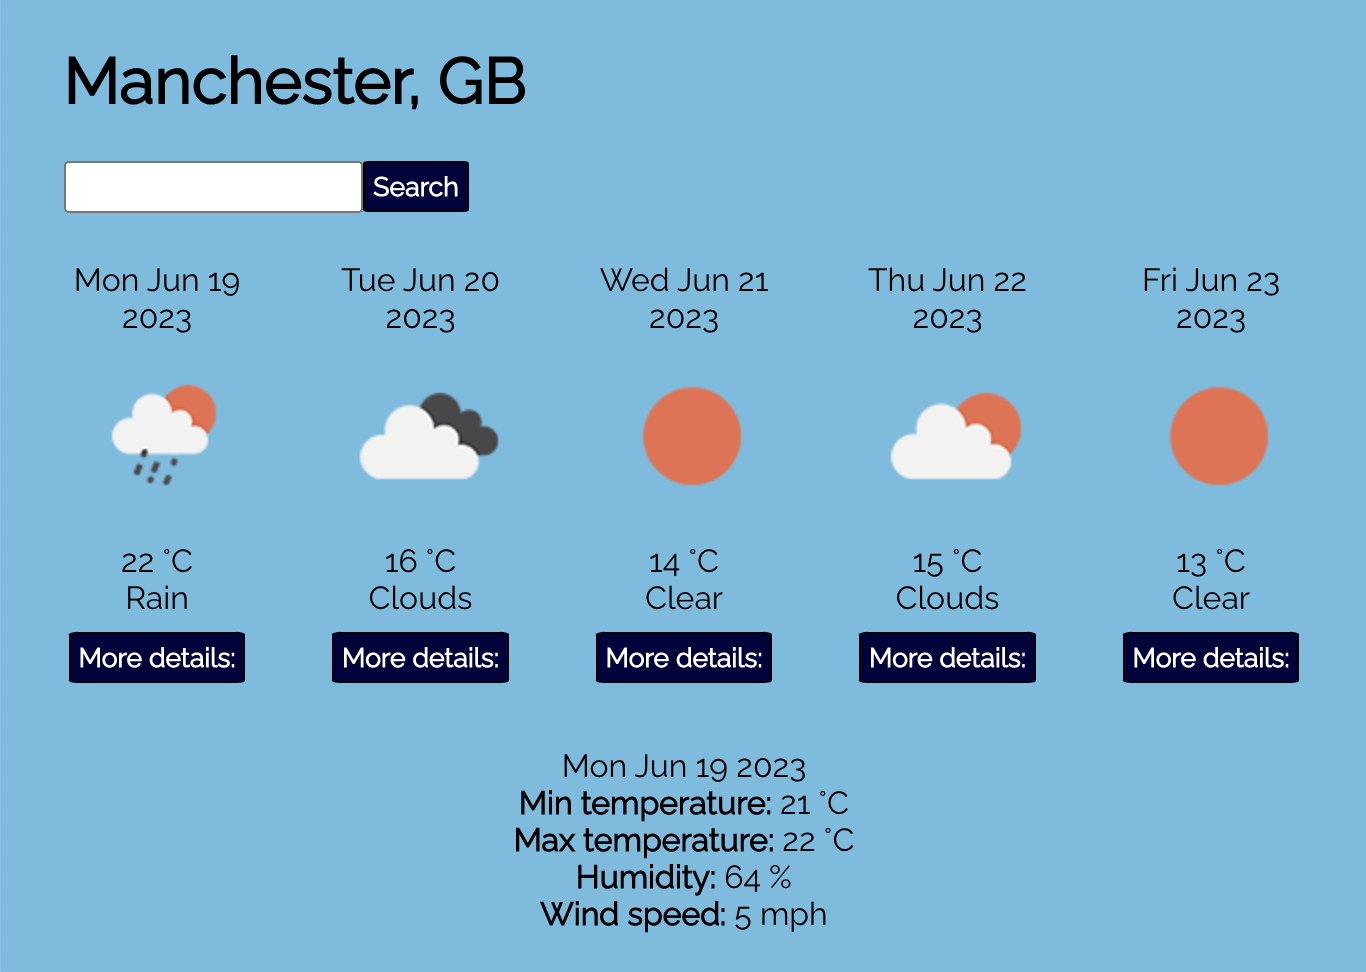 Manchester, GB
Search
Mon Jun 19
2023
22 °C
Rain
More details:
Tue Jun 20
2023
16 °C
Clouds
More details:
Wed Jun 21
2023
14 °C
Clear
More details:
Thu Jun 22
2023
15 °C
Clouds
More details:
Fri Jun 23
2023
13 °C
Clear
More details:
Mon Jun 19 2023
Min temperature: 21 °C
Max temperature: 22 °C
Humidity: 64 %
Wind speed: 5 mph